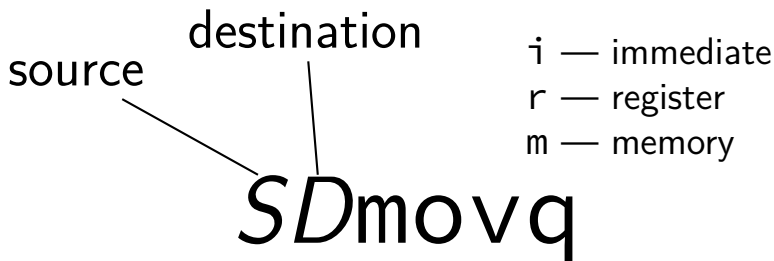 destination
source
i — immediate
r — register
m — memory
SDmovq